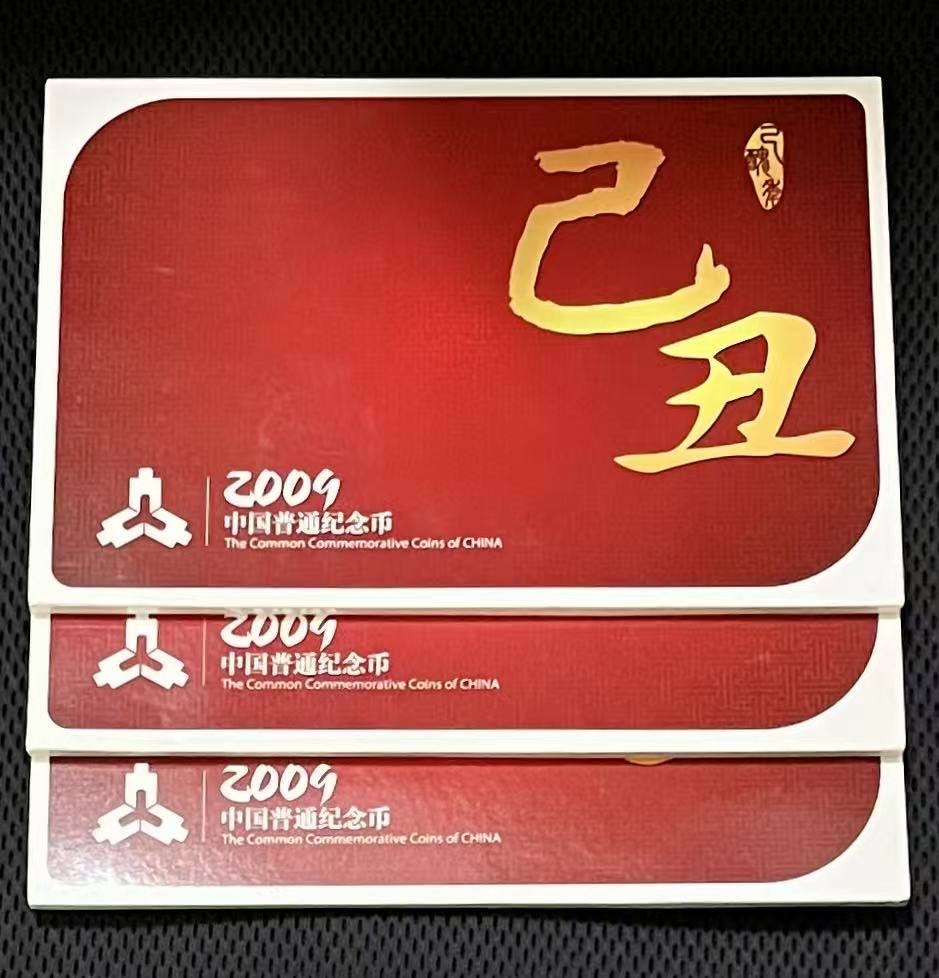 己丑
2009
中国普通纪念币
The Common Commemorative Coins of CHINA
2009
中国普通纪念币
The Common Commemorative Coins of CHINA
2009
中国普通纪念币
The Common Commemorative Coins of CHINA